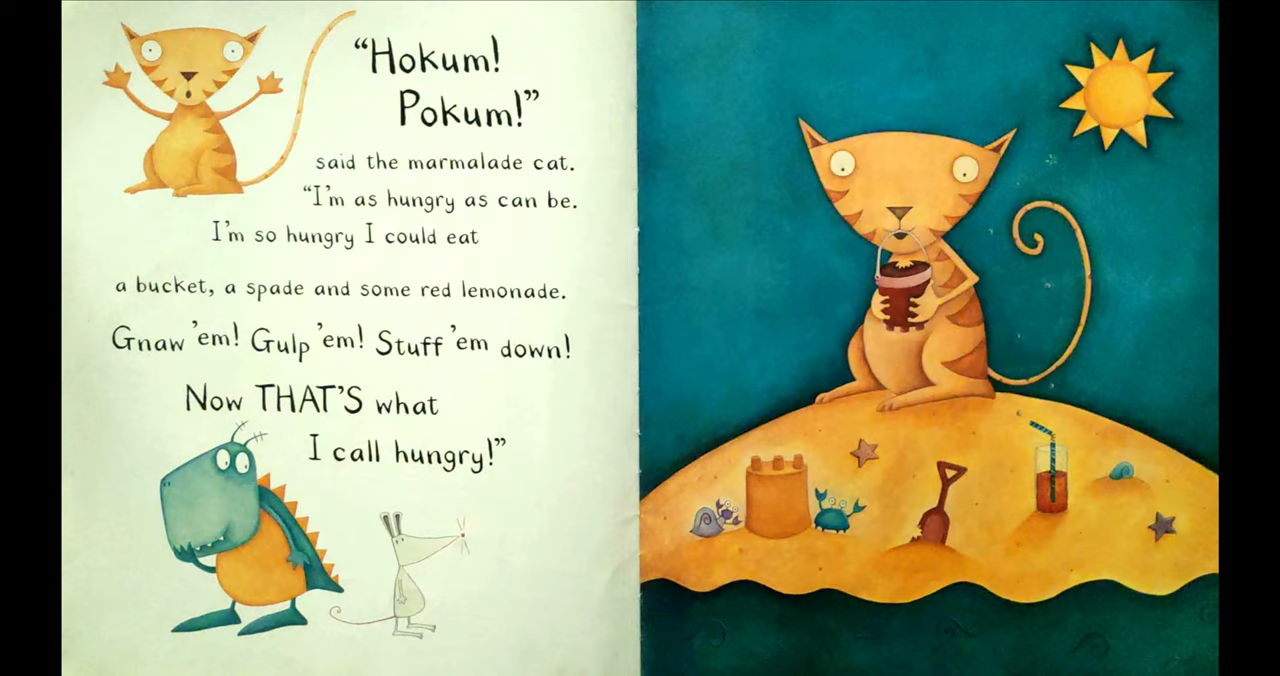 “Hokum!
Pokum!”
said the marmalade cat.
“I’m as hungry as can be.
I’m so hungry I could eat
a bucket, a spade and some red lemonade.
Gnaw ’em! Gulp ’em! Stuff ’em down!
Now THAT’S what
I call hungry!”